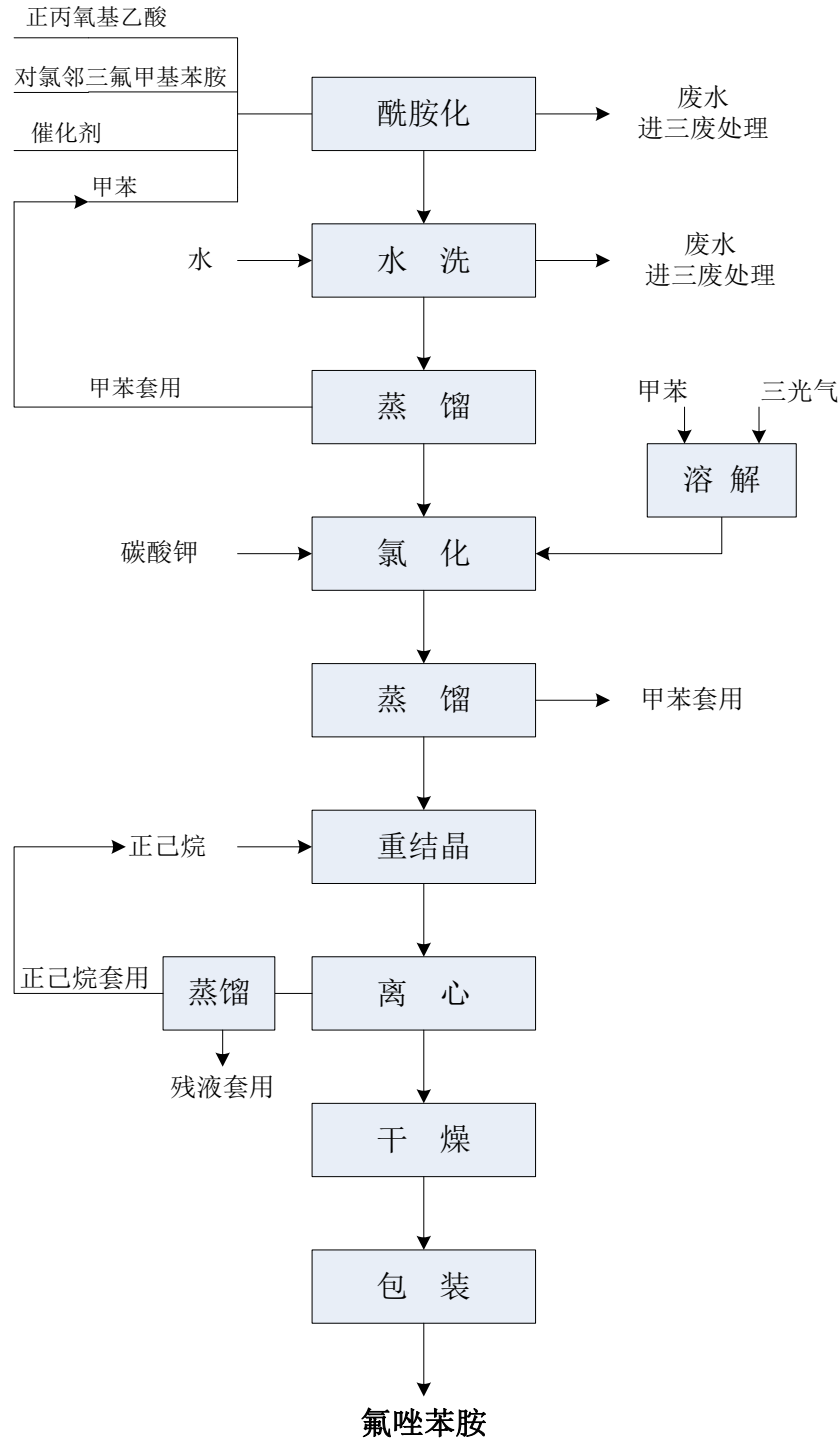 正丙氧基乙酸
对氯邻三氟甲基苯胺
催化剂
甲苯
酰胺化
废水
进三废处理
水
水 洗
废水
进三废处理
甲苯套用
蒸 馏
甲苯
三光气
溶 解
碳酸钾
氯 化
蒸 馏
甲苯套用
正己烷
重结晶
正己烷套用
蒸馏
离 心
残液套用
干 燥
包 装
氟唑苯胺